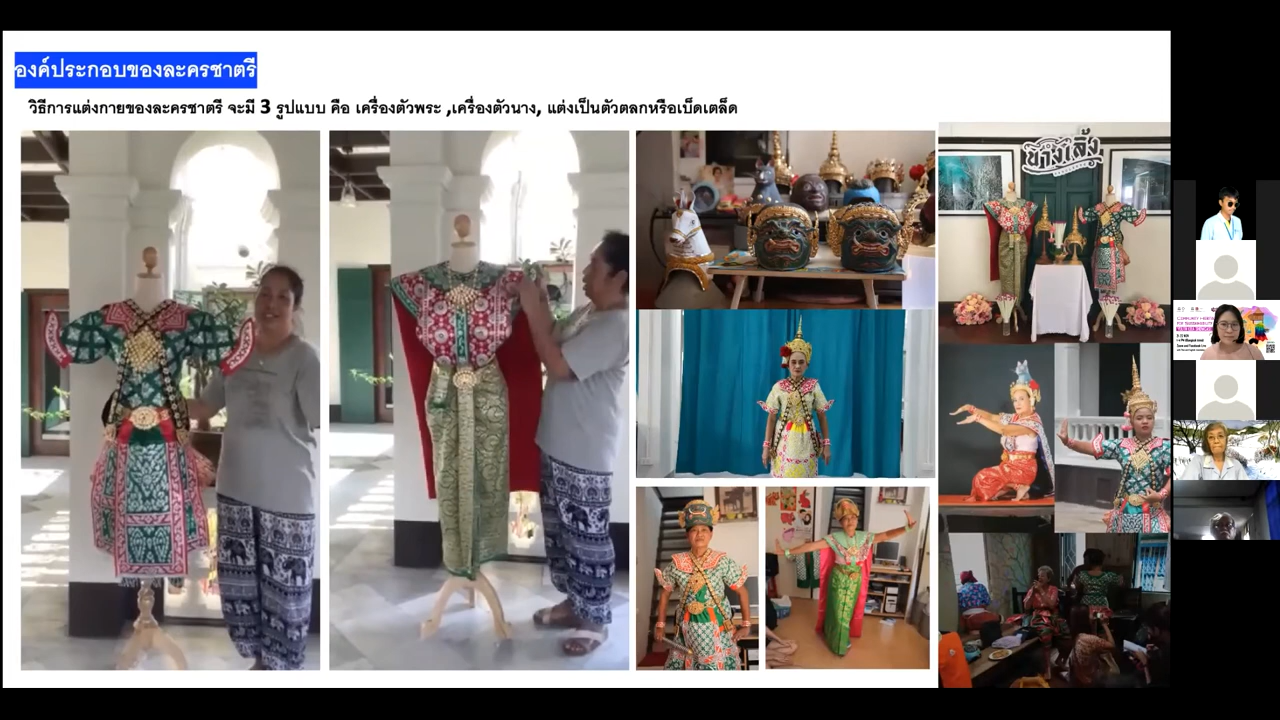 องค์ประกอบของละครชาตรี
วิธีการแต่งกายของละครชาตรี จะมี 3 รูปแบบ คือ เครื่องตัวพระ ,เครื่องตัวนาง, แต่งเป็นตัวตลกหรือเบ็ดเตล็ด
นางเลิ้ง